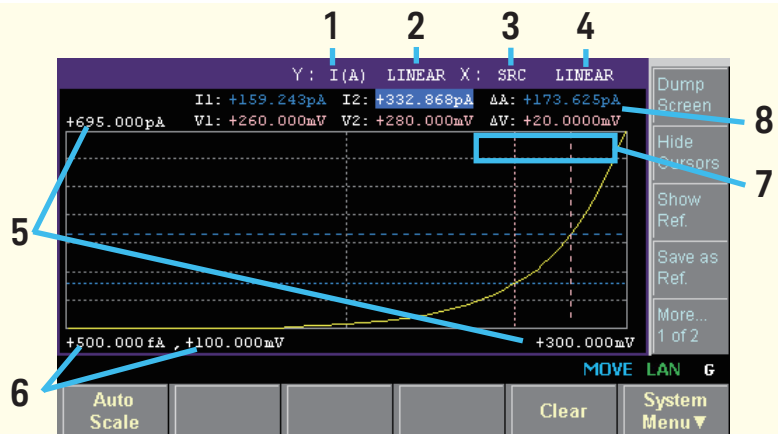 1 2 3 4
Y: I(A) LINEAR X: SRC LINEAR
I1: +159.243pA I2: +332.868pA ΔA: +173.625pA
V1: +260.000mV V2: +280.000mV ΔV: +20.0000mV
+695.000pA
8
7
5
+500.000fA ,+100.000mV
+300.000mV
6
Dump
Screen
Hide
Cursors
Show
Ref.
Save as
Ref.
More...
1 of 2
MOVE LAN G
Auto
Scale
Clear
System
Menu▼